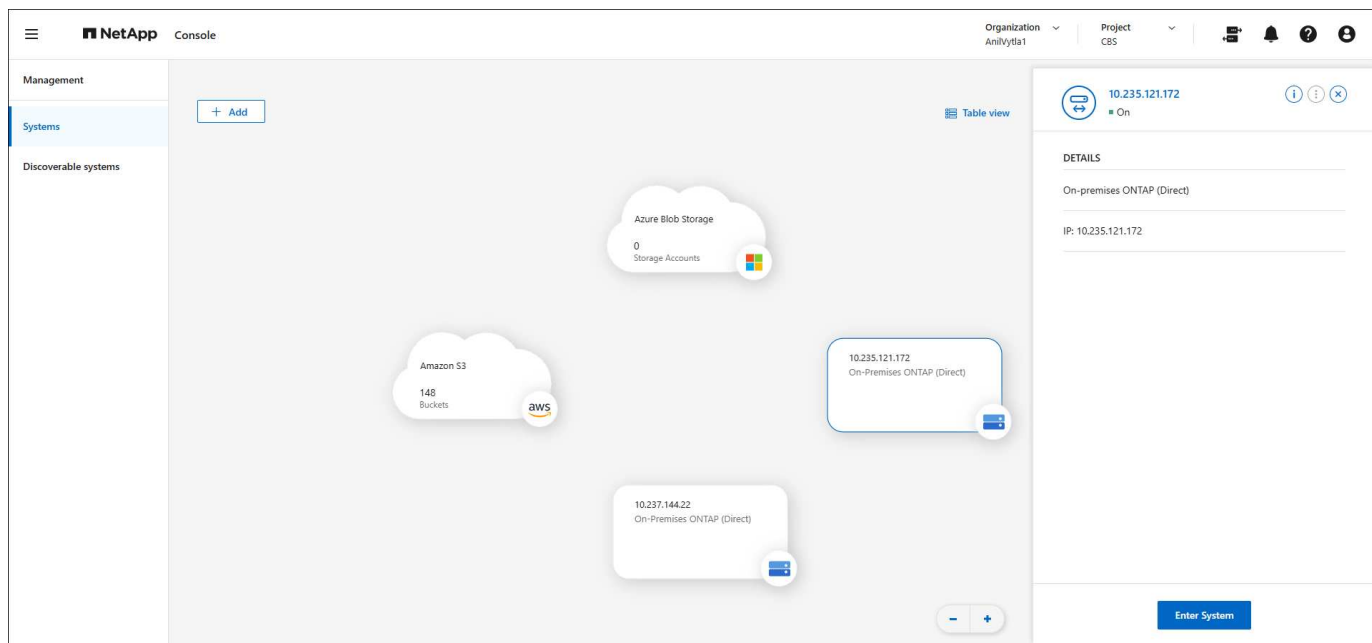 NetApp Console
Organization
AnilVytla1
Project
CBS
Management
Systems
Discoverable systems
+ Add
Table view
Azure Blob Storage
0
Storage Accounts
Amazon S3
148
Buckets
aws
10.235.121.172
On-Premises ONTAP (Direct)
10.237.144.22
On-Premises ONTAP (Direct)
- +
10.235.121.172
On
DETAILS
On-premises ONTAP (Direct)
IP: 10.235.121.172
Enter System